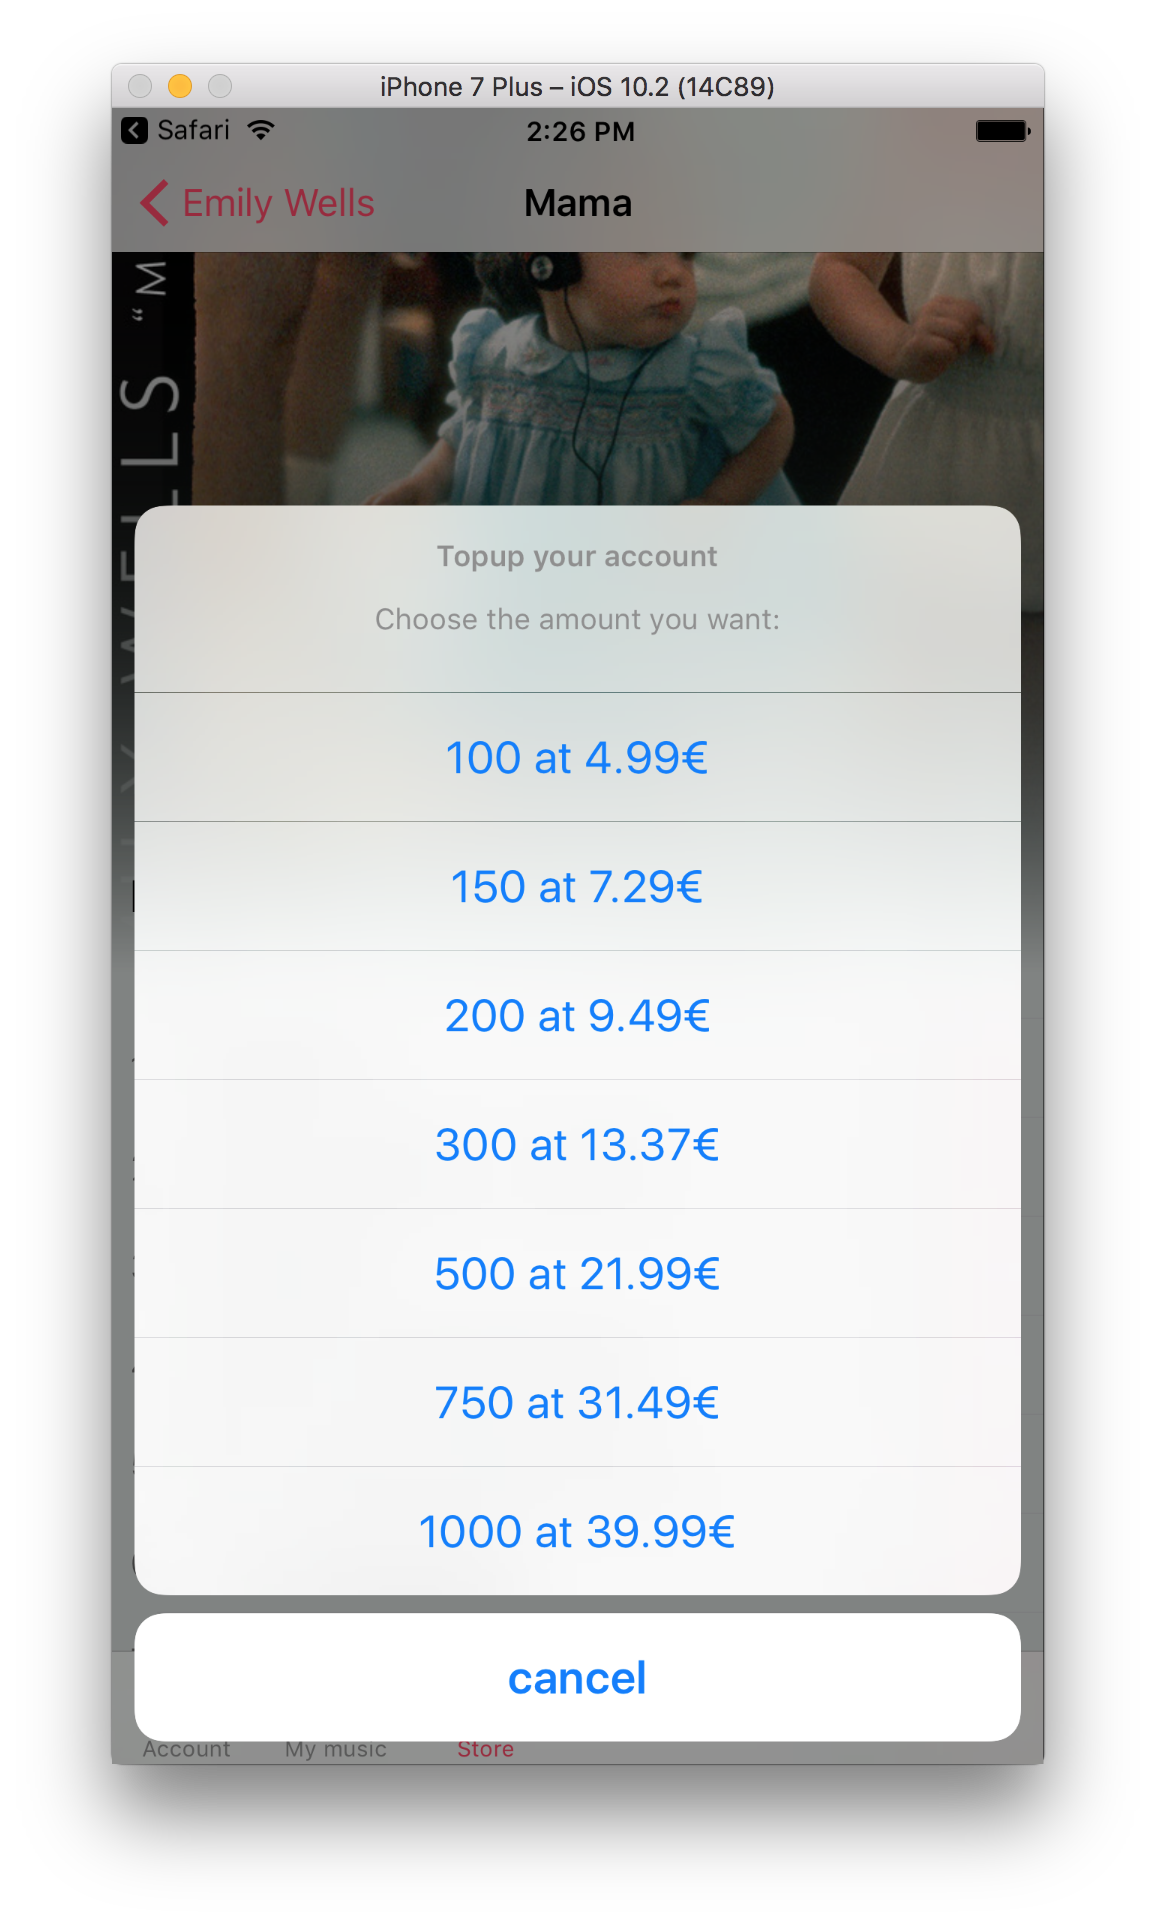 iPhone 7 Plus – iOS 10.2 (14C89)
Safari
2:26 PM
Emily Wells
Mama
WELLS "M
Topup your account
Choose the amount you want:
100 at 4.99€
150 at 7.29€
200 at 9.49€
300 at 13.37€
500 at 21.99€
750 at 31.49€
1000 at 39.99€
cancel
Account
My music
Store